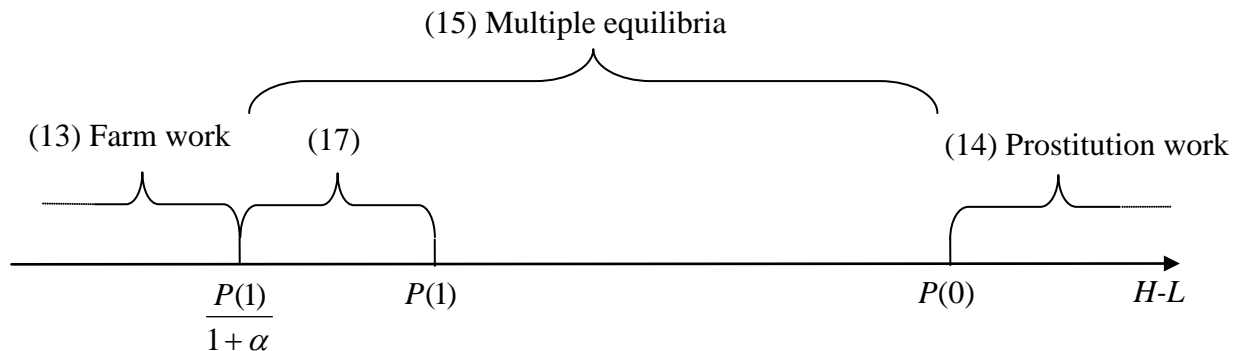 (15) Multiple equilibria
(13) Farm work
(17)
(14) Prostitution work
P(1)
1+α
P(1)
P(0)
H-L